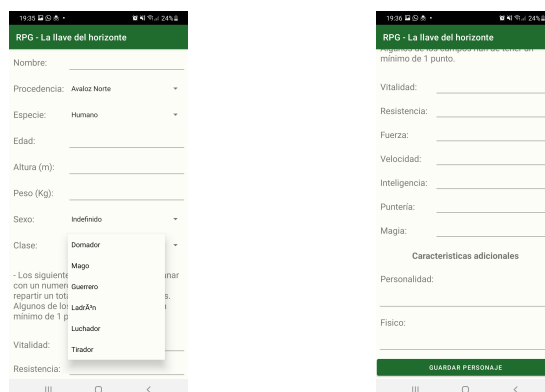 19:35
24%
RPG - La llave del horizonte
Nombre:
Procedencia: Avaloz Norte
Especie: Humano
Edad:
Altura (m):
Peso (Kg):
Sexo: Indefinido
Clase:
Domador
Mago
Guerrero
LadrÃ³n
Luchador
Tirador
- Los siguiente
con un numer
repartir un tot
Algunos de lo
mínimo de 1 p
nar
s.
Vitalidad:
Resistencia:
19:36
24%
RPG - La llave del horizonte
Algunos de los campos han de tener un
mínimo de 1 punto.
Vitalidad:
Resistencia:
Fuerza:
Velocidad:
Inteligencia:
Puntería:
Magia:
Caracteristicas adicionales
Personalidad:
Fisico:
GUARDAR PERSONAJE